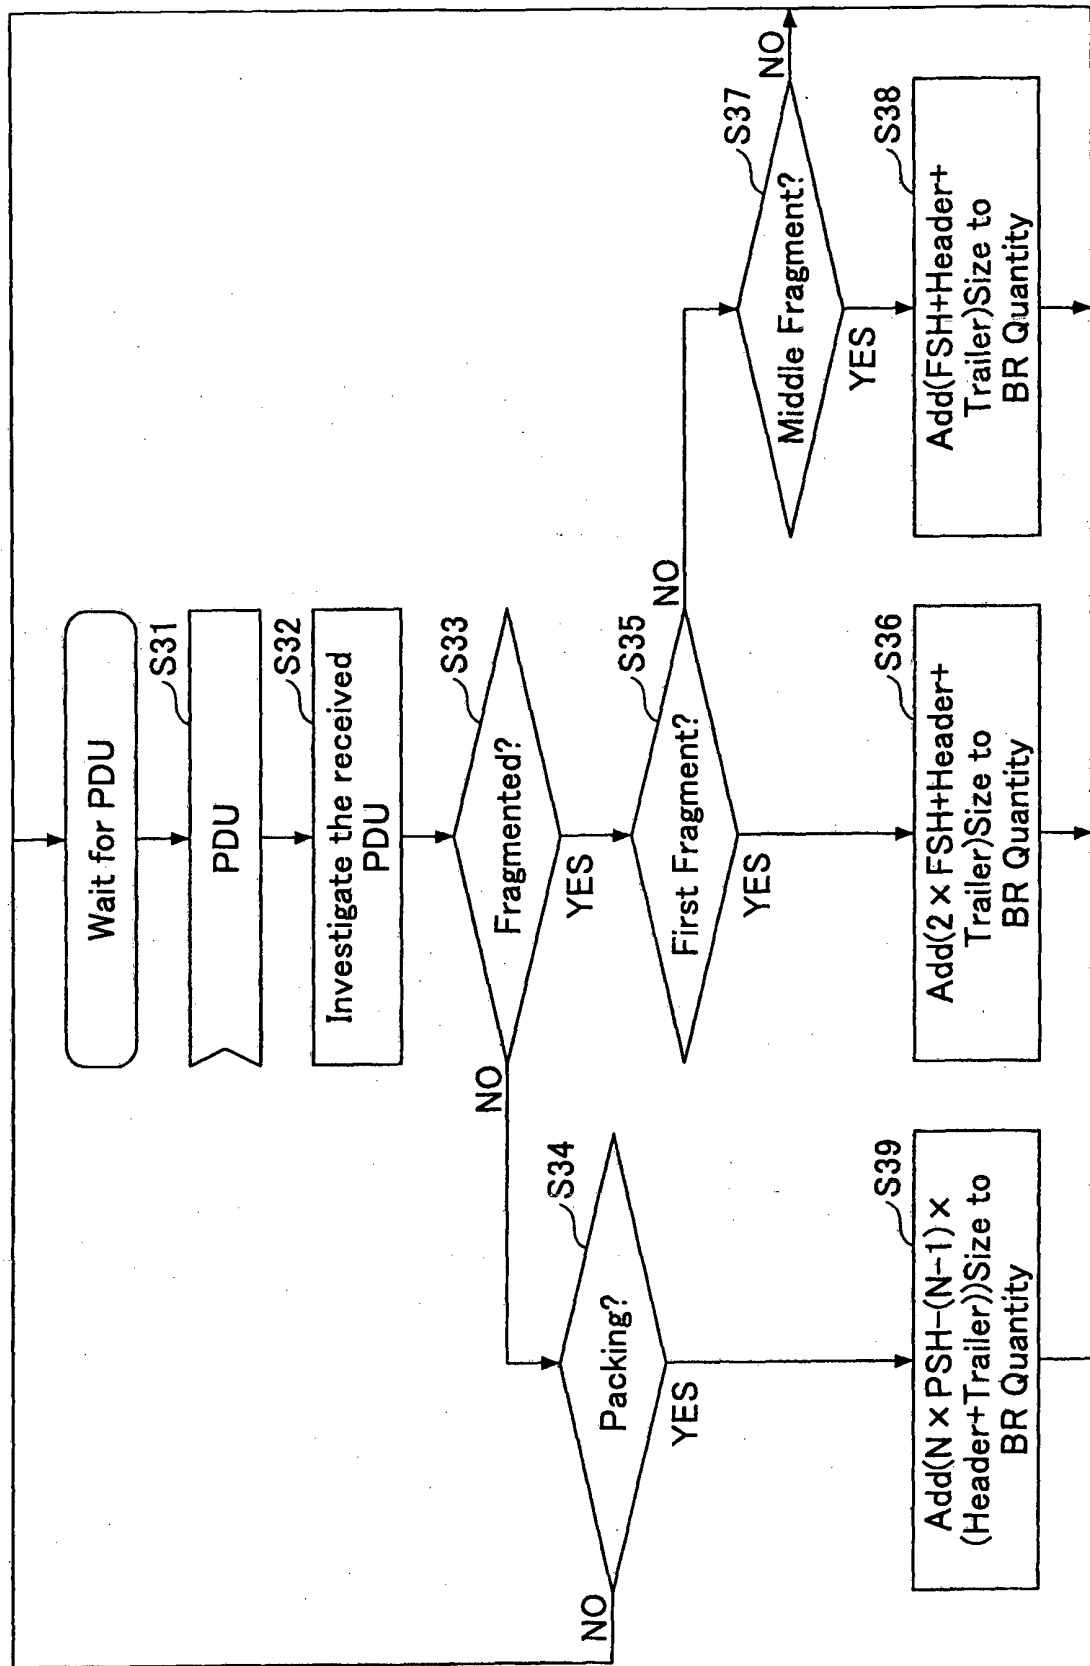 Wait for PDU
S31
PDU
S32
Investigate the received
PDU
S33
Fragmented?
NO
YES
S34
Packing?
NO
YES
S35
First Fragment?
NO
YES
S37
Middle Fragment?
NO
YES
S39
Add(N×PSH-(N-1)×
(Header+Trailer))Size to
BR Quantity
S36
Add(2×FSH+Header+
Trailer)Size to
BR Quantity
S38
Add(FSH+Header+
Trailer)Size to
BR Quantity